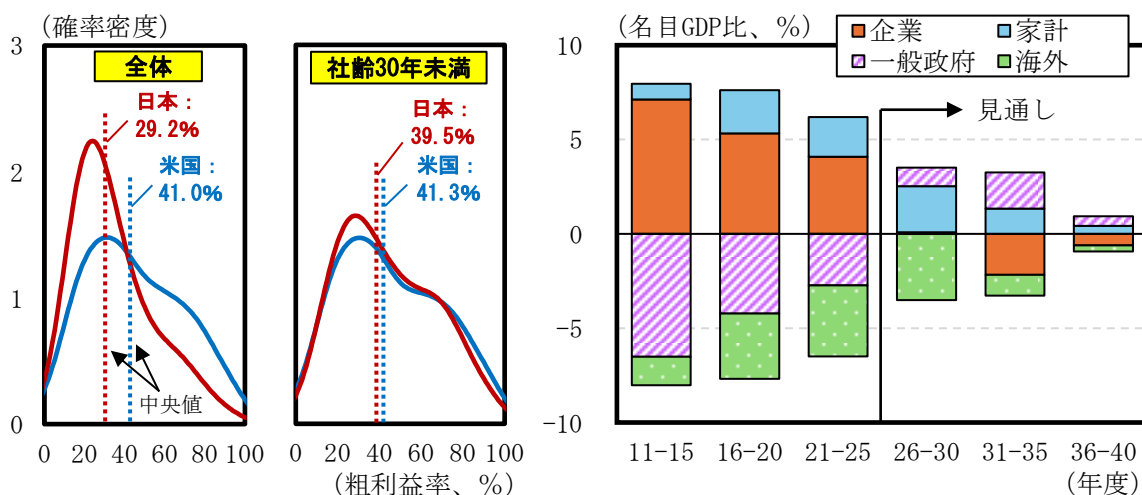 (確率密度)
3
2
1
0
全体
日本：
29.2%
米国：
41.0%
中央値
0 20 40 60 80 100
社齢30年未満
日本：
39.5%
米国：
41.3%
0 20 40 60 80 100
(粗利益率、%)
(名目GDP比、%)
企業
家計
一般政府
海外
見通し
10
5
0
-5
-10
11-15 16-20 21-25 26-30 31-35 36-40
(年度)